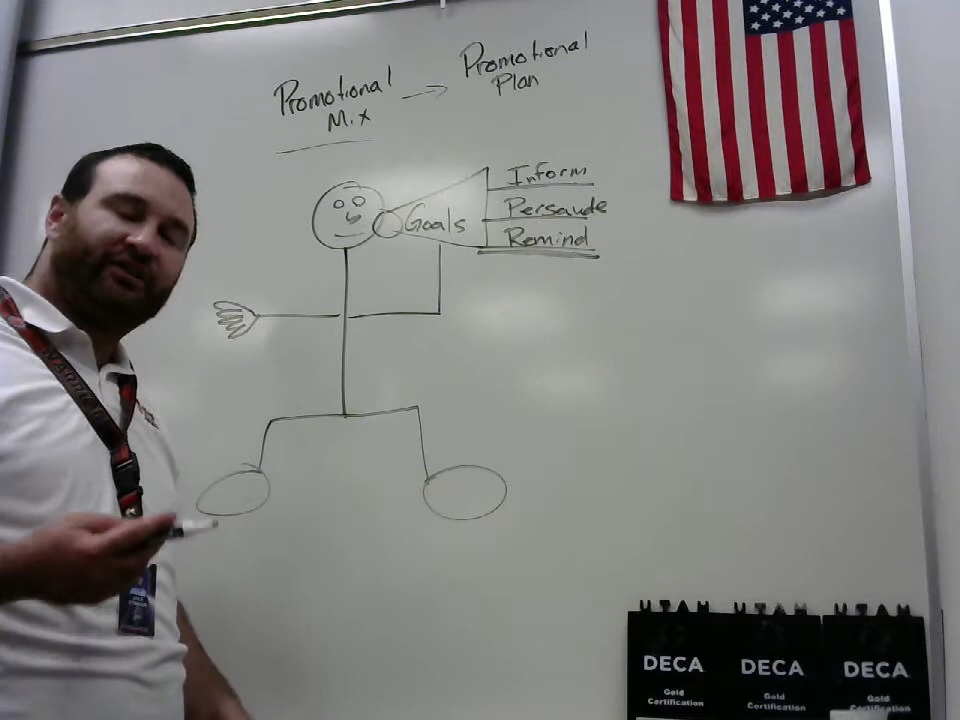 Promotional
Mix
Promotional
Plan
Goals
Inform
Persaude
Remind
UTAH
DECA
Gold
Certification
UTAH
DECA
Gold
Certification
UTAH
DECA
Gold
Certification